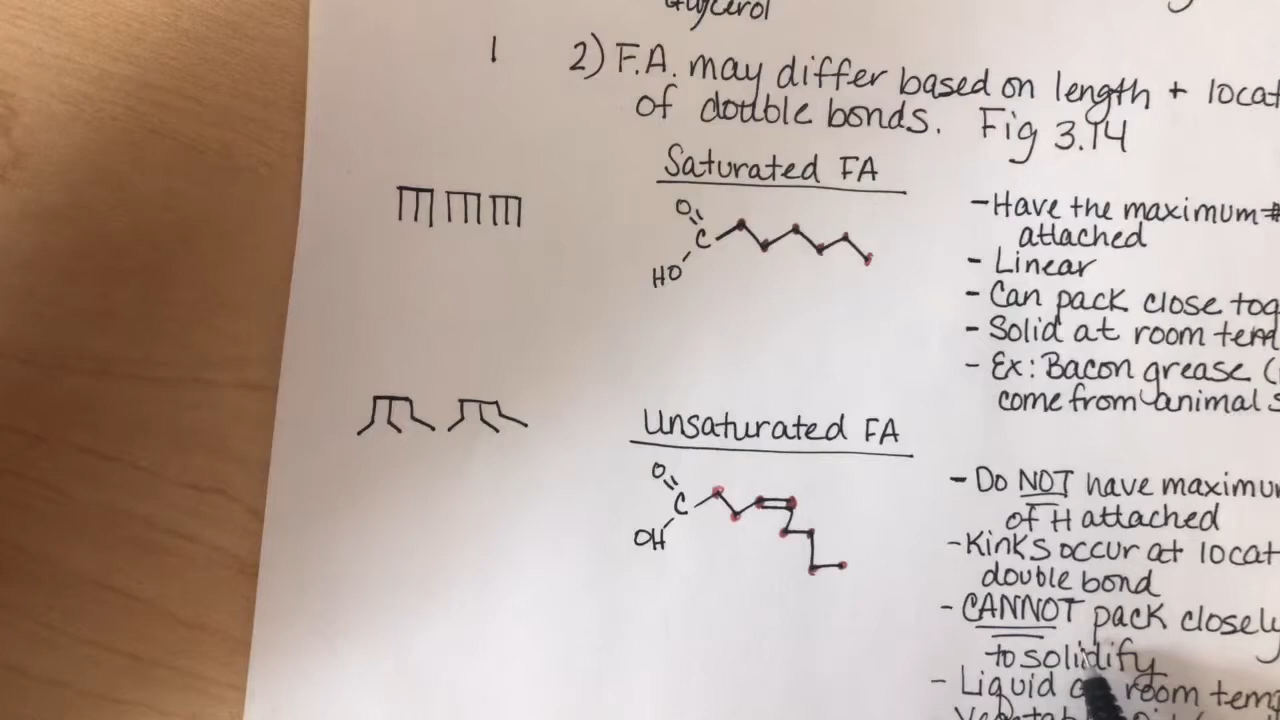 Glycerol
2) F.A. may differ based on length + locat
of double bonds. Fig 3.14
Saturated FA
O
C
HO
-Have the maximum #
attached
- Linear
- Can pack close tog
- Solid at room tem
- Ex: Bacon grease (
come from animal s
Unsaturated FA
O
C
OH
- Do NOT have maximu
of H attached
-Kinks occur at locat
double bond
- CANNOT pack closely
to solidify
- Liquid room temp